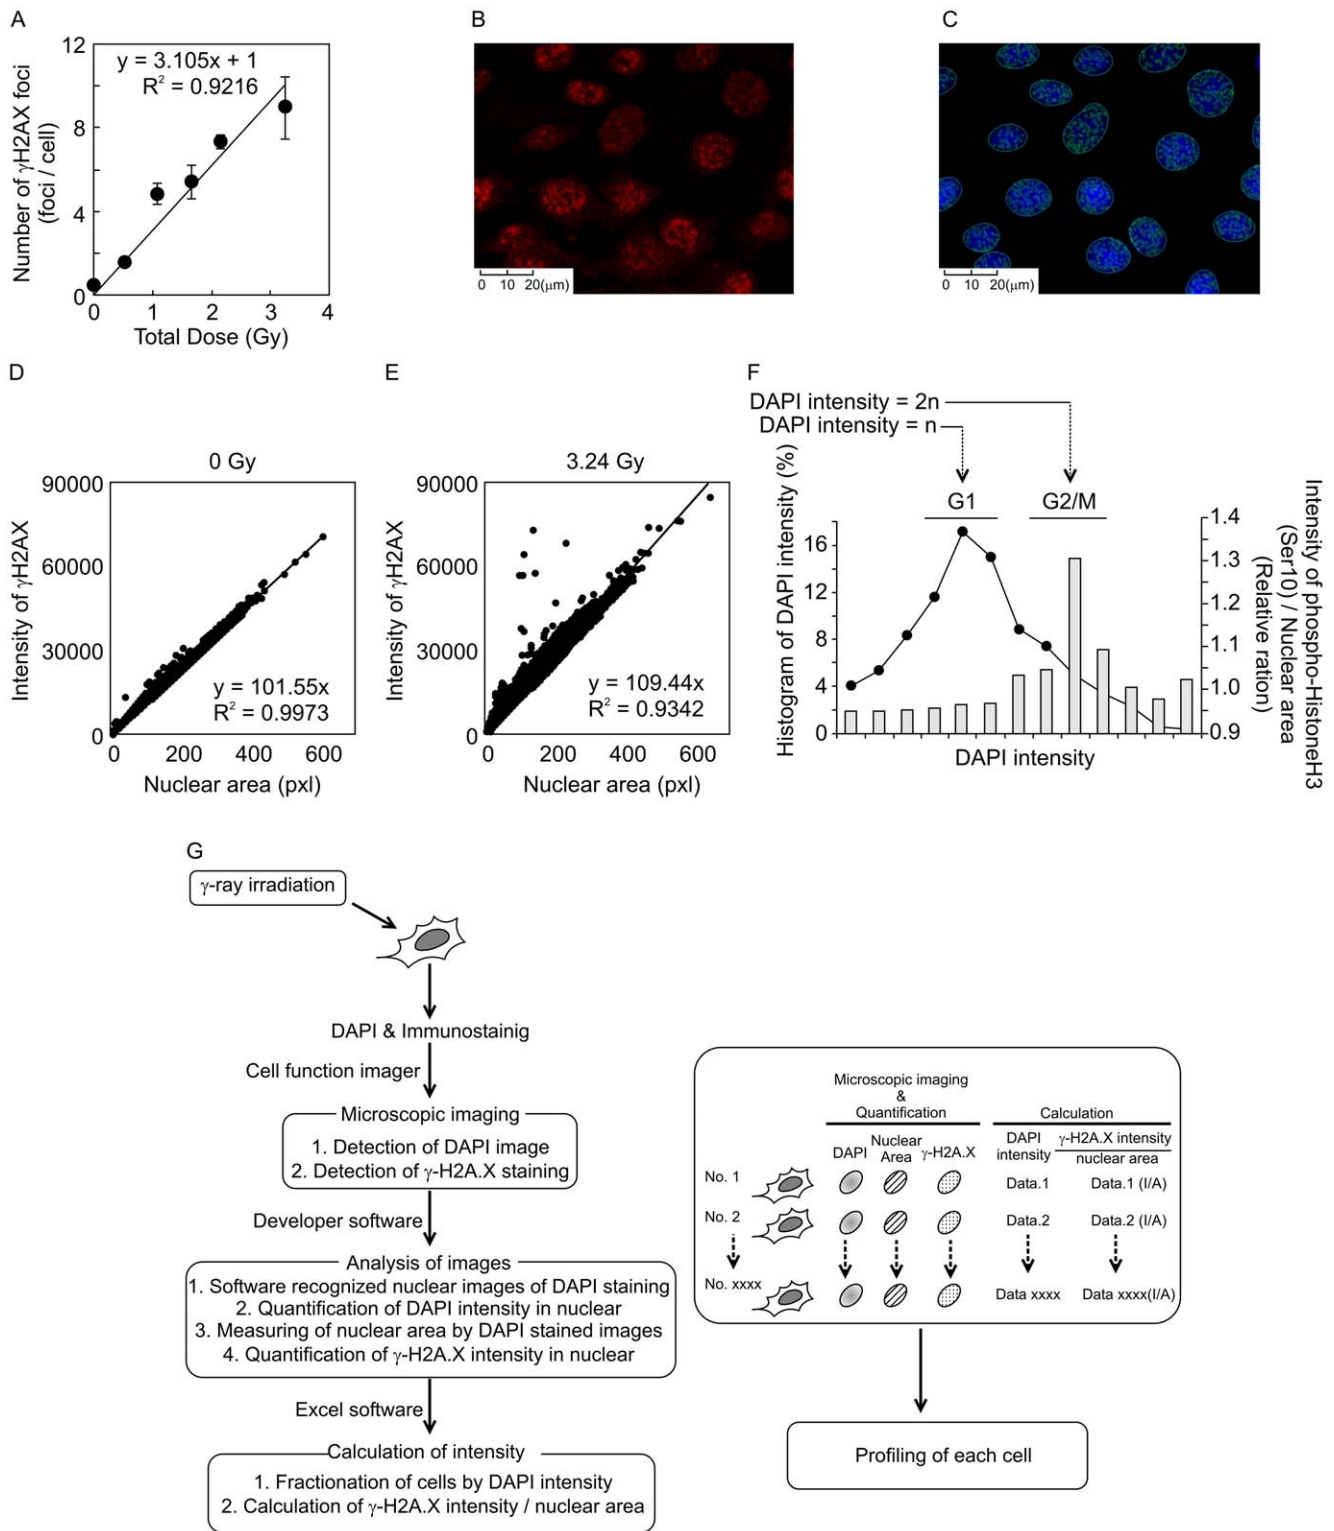 A
12
8
4
0
0
1
2
3
4
y = 3.105x + 1
R² = 0.9216
Number of γH2AX foci
(foci / cell)
Total Dose (Gy)
B
0 10 20(μm)
C
0 10 20(μm)
D
0 Gy
90000
60000
30000
0
0 200 400 600
Intensity of γH2AX
y = 101.55x
R² = 0.9973
Nuclear area (pxl)
E
3.24 Gy
90000
60000
30000
0
0 200 400 600
Intensity of γH2AX
y = 109.44x
R² = 0.9342
Nuclear area (pxl)
F
DAPI intensity = 2n
DAPI intensity = n
G1
G2/M
Histogram of DAPI intensity (%)
16
12
8
4
0
1.4
1.3
1.2
1.1
1.0
0.9
DAPI intensity
Intensity of phospho-HistoneH3
(Ser10) / Nuclear area
(Relative ration)
G
γ-ray irradiation
DAPI & Immunostainig
Cell function imager
Microscopic imaging
1. Detection of DAPI image
2. Detection of γ-H2A.X staining
Developer software
Analysis of images
1. Software recognized nuclear images of DAPI staining
2. Quantification of DAPI intensity in nuclear
3. Measuring of nuclear area by DAPI stained images
4. Quantification of γ-H2A.X intensity in nuclear
Excel software
Calculation of intensity
1. Fractionation of cells by DAPI intensity
2. Calculation of γ-H2A.X intensity / nuclear area
Microscopic imaging
&
Quantification
Calculation
DAPI
Nuclear
Area
γ-H2A.X
DAPI
intensity
γ-H2A.X intensity
nuclear area
No. 1
Data.1
Data.1 (I/A)
No. 2
Data.2
Data.2 (I/A)
No. xxxx
Data xxxx
Data xxxx(I/A)
Profiling of each cell